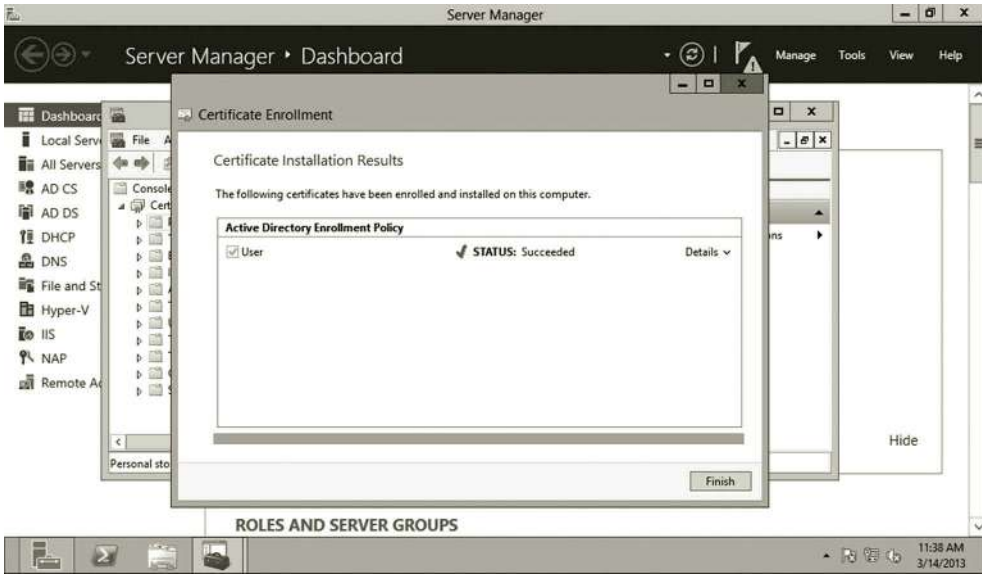 Server Manager
Server Manager • Dashboard
Manage Tools View Help
Certificate Enrollment
Dashboard
Local Serv
All Servers
AD CS
AD DS
DHCP
DNS
File and St
Hyper-V
IIS
NAP
Remote Ac
File A
Console
Cert
Personal sto
Certificate Installation Results
The following certificates have been enrolled and installed on this computer.
Active Directory Enrollment Policy
User STATUS: Succeeded Details
Finish
ns
Hide
ROLES AND SERVER GROUPS
11:38 AM
3/14/2013